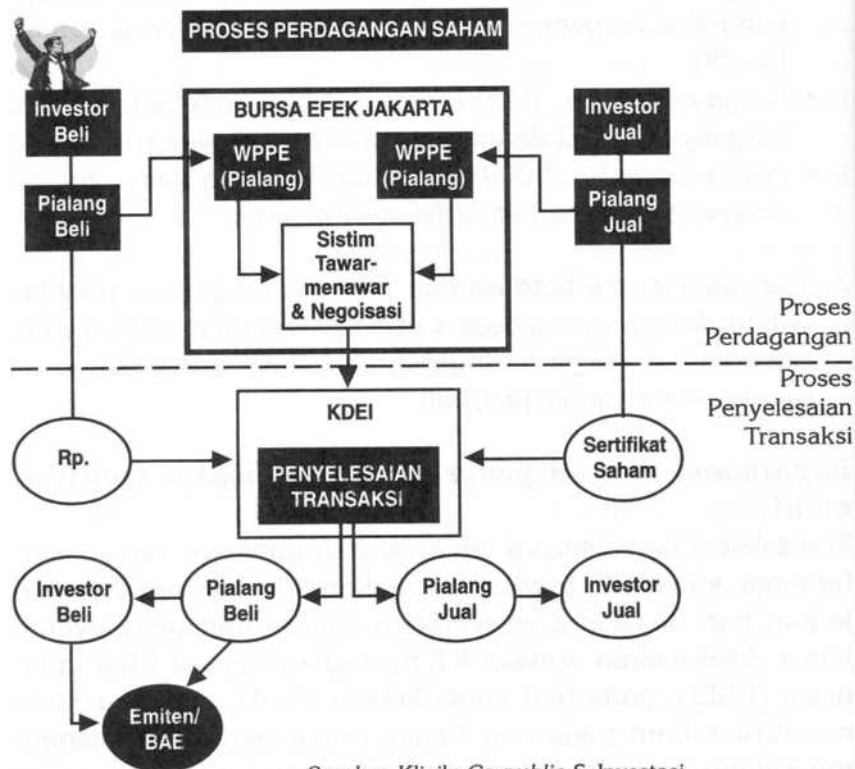 PROSES PERDAGANGAN SAHAM
Investor
Beli
BURSA EFEK JAKARTA
Investor
Jual
WPPE
(Pialang)
WPPE
(Pialang)
Pialang
Beli
Pialang
Jual
Sistim
Tawar-
menawar
& Negoisasi
Proses
Perdagangan
Proses
Penyelesaian
Transaksi
KDEI
Rp.
Sertifikat
Saham
PENYELESAIAN
TRANSAKSI
Investor
Beli
Pialang
Beli
Pialang
Jual
Investor
Jual
Emiten/
BAE